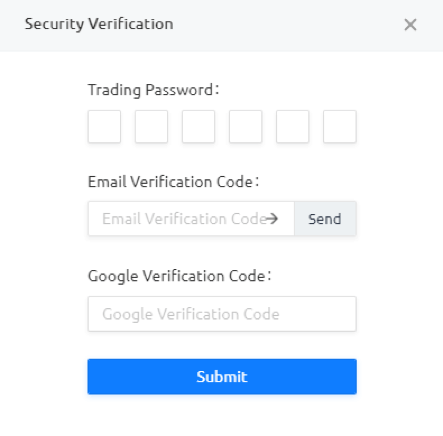 Security Verification
Trading Password:
Email Verification Code:
Email Verification Code
Send
Google Verification Code:
Google Verification Code
Submit